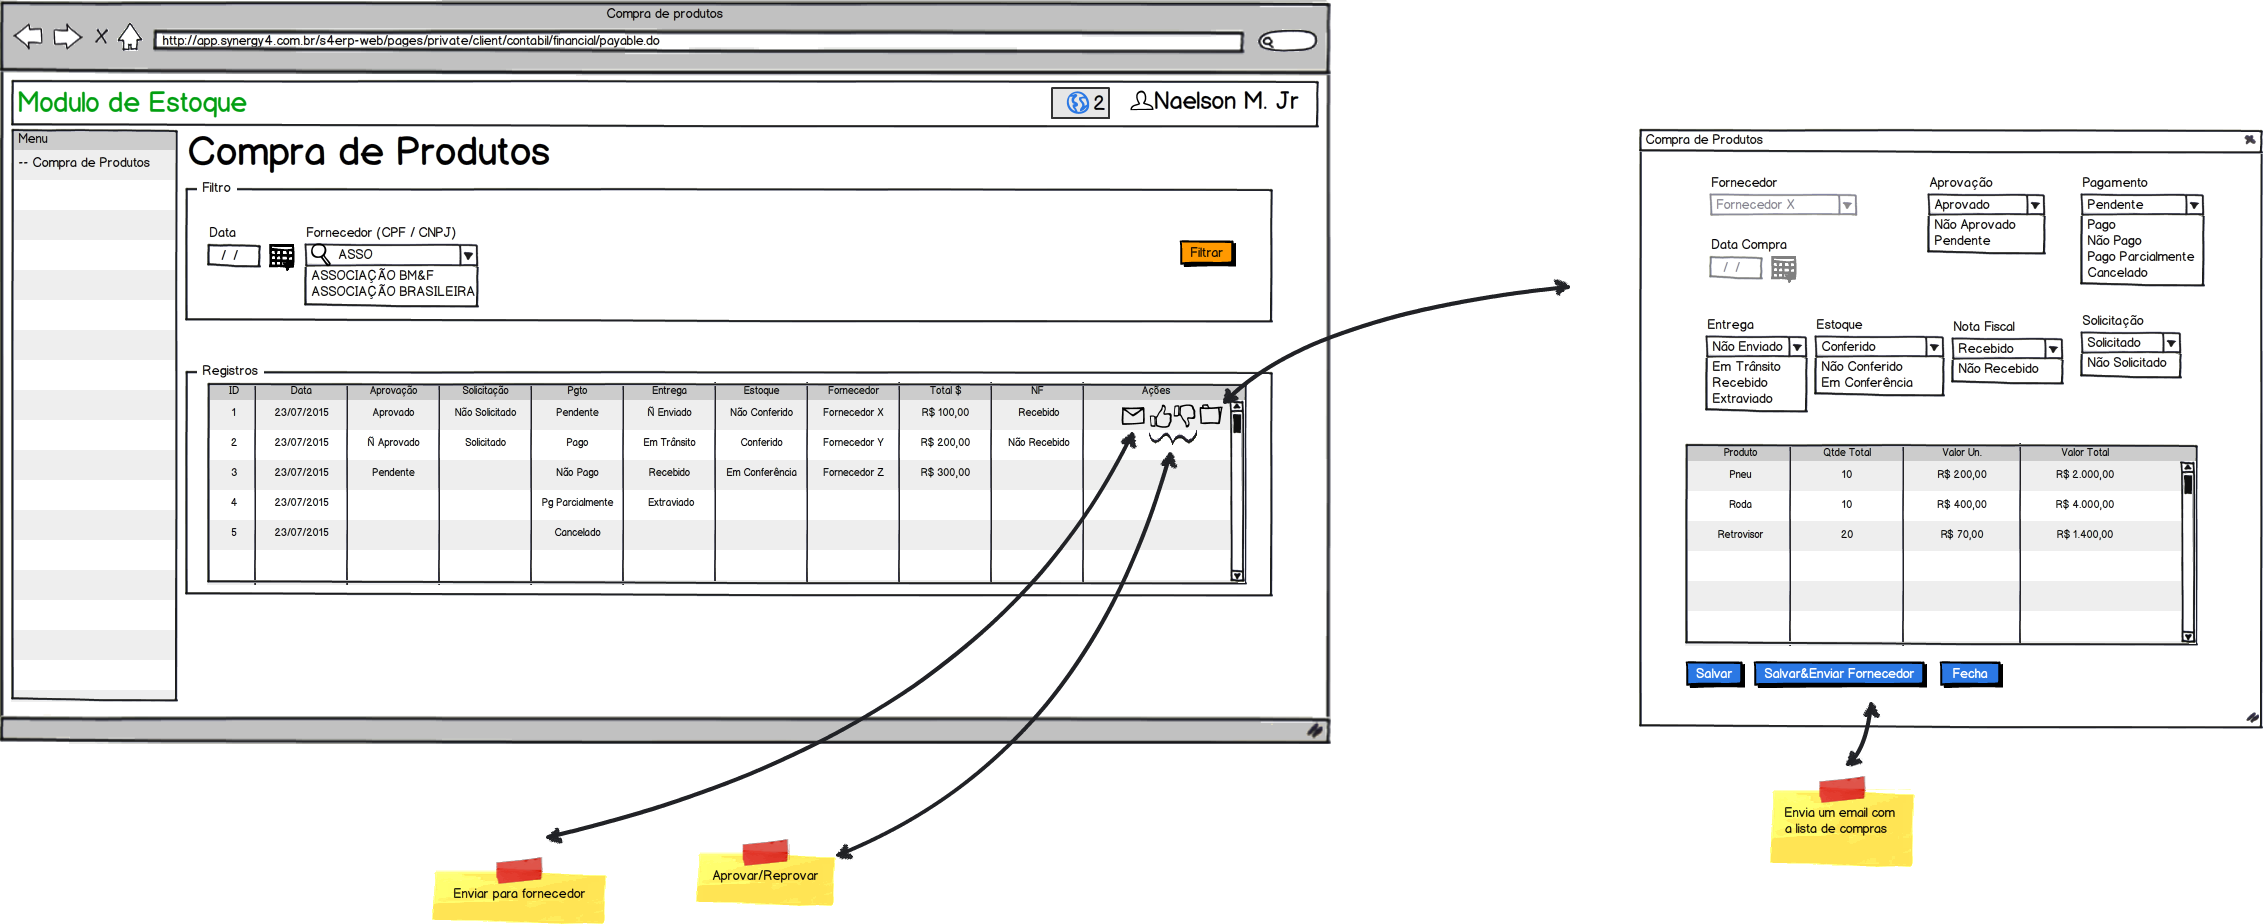 Compra de produtos
http://app.synergy4.com.br/s4erp-web/pages/private/client/contabil/financial/payable.do
Modulo de Estoque
2
Naelson M. Jr
Menu
-- Compra de Produtos
Compra de Produtos
Filtro
Data
Fornecedor (CPF / CNPJ)
/ /
ASSO
ASSOCIAÇÃO BM&F
ASSOCIAÇÃO BRASILEIRA
Filtrar
Registros
ID Data Aprovação Solicitação Pgto Entrega Estoque Fornecedor Total $ NF Ações
1 23/07/2015 Aprovado Não Solicitado Pendente Ñ Enviado Não Conferido Fornecedor X R$ 100,00 Recebido
2 23/07/2015 Ñ Aprovado Solicitado Pago Em Trânsito Conferido Fornecedor Y R$ 200,00 Não Recebido
3 23/07/2015 Pendente Não Pago Recebido Em Conferência Fornecedor Z R$ 300,00
4 23/07/2015 Pg Parcialmente Extraviado
5 23/07/2015 Cancelado
Enviar para fornecedor
Aprovar/Reprovar
Compra de Produtos
Fornecedor
Fornecedor X
Data Compra
/ /
Aprovação
Aprovado
Não Aprovado
Pendente
Pagamento
Pendente
Pago
Não Pago
Pago Parcialmente
Cancelado
Entrega
Não Enviado
Em Trânsito
Recebido
Extraviado
Estoque
Conferido
Não Conferido
Em Conferência
Nota Fiscal
Recebido
Não Recebido
Solicitação
Solicitado
Não Solicitado
Produto Qtde Total Valor Un. Valor Total
Pneu 10 R$ 200,00 R$ 2.000,00
Roda 10 R$ 400,00 R$ 4.000,00
Retrovisor 20 R$ 70,00 R$ 1.400,00
Salvar
Salvar&Enviar Fornecedor
Fecha
Envia um email com
a lista de compras